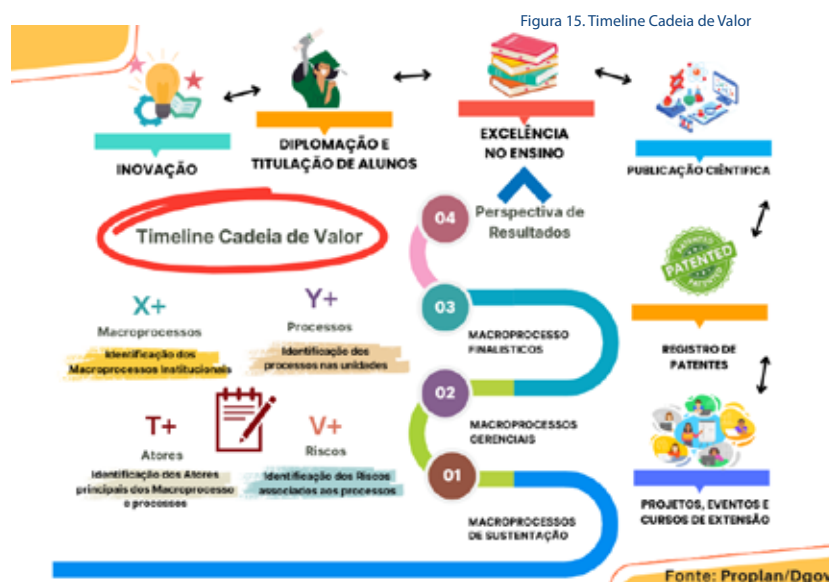 Figura 15. Timeline Cadeia de Valor
INOVAÇÃO
DIPLOMAÇÃO E
TITULAÇÃO DE ALUNOS
EXCELÊNCIA
NO ENSINO
PUBLICAÇÃO CIÊNTIFICA
Timeline Cadeia de Valor
04
Perspectiva de
Resultados
PATENTED
PATENTED
PATENTED
REGISTRO DE
PATENTES
X+
Macroprocessos
Identificação dos
Macroprocessos Institucionais
Y+
Processos
Identificação dos
processos nas unidades
03
MACROPROCESSO
FINALISTICOS
T+
Atores
Identificação dos Atores
principais dos Macroprocesso
e processos
V+
Riscos
Identificação dos Riscos
associados aos processos
02
MACROPROCESSOS
GERENCIAIS
01
MACROPROCESSOS
DE SUSTENTAÇÃO
PROJETOS, EVENTOS E
CURSOS DE EXTENSÃO
Fonte: Proplan/Dgov